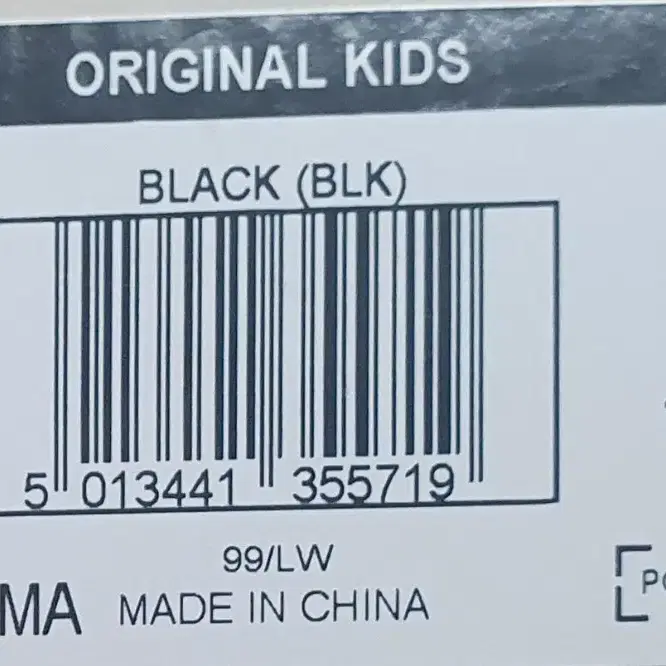 ORIGINAL KIDS
BLACK (BLK)
5 013441 355719
99/LW
MA MADE IN CHINA